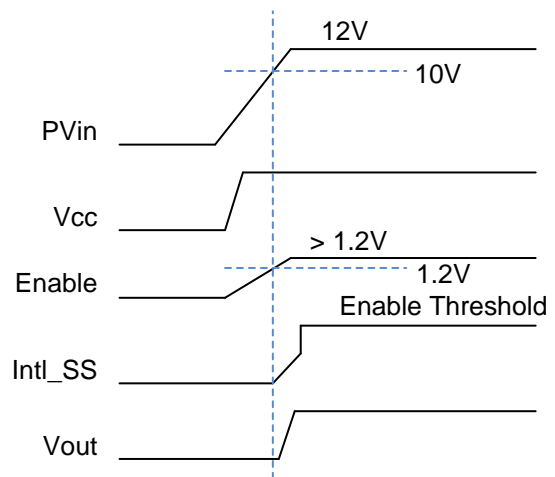 12V
10V
PVin
Vcc
> 1.2V
1.2V
Enable
Enable Threshold
Intl_SS
Vout